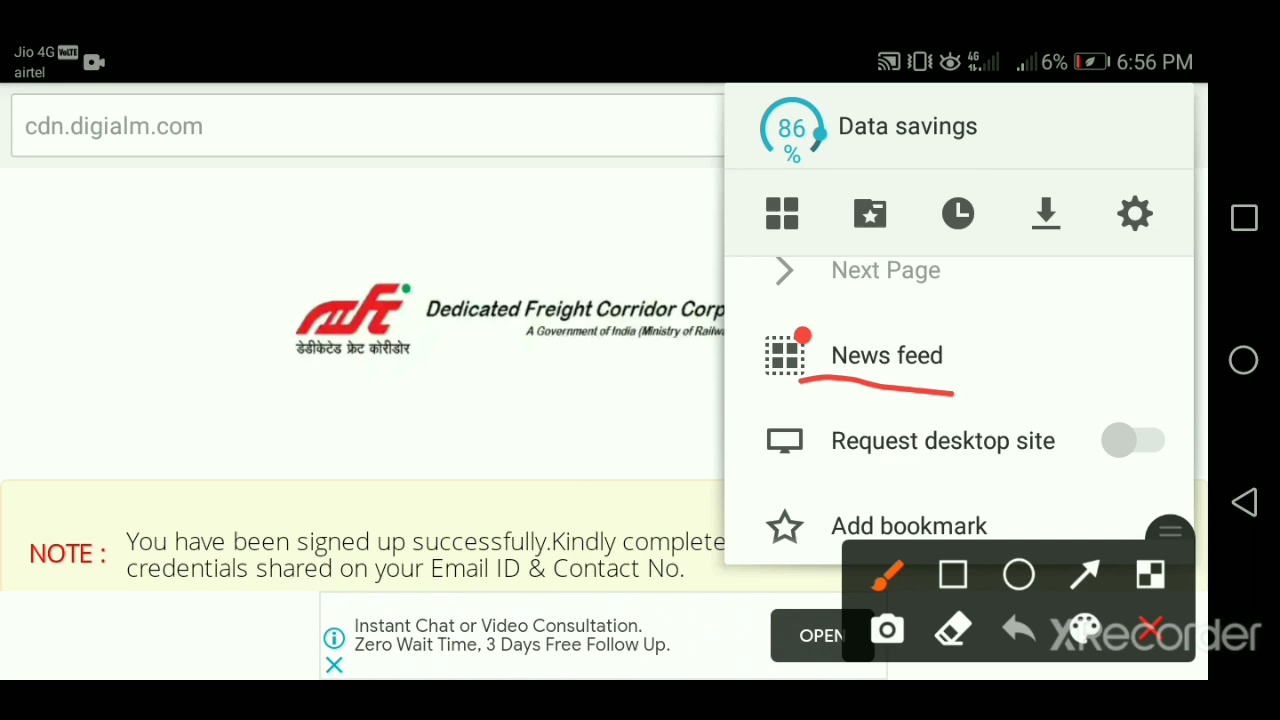 Jio 4G VoLTE
airtel
4G
6% 6:56 PM
cdn.digialm.com
86
%
Data savings
Next Page
News feed
Request desktop site
Add bookmark
Dedicated Freight Corridor Corp
A Government of India (Ministry of Railwa
डेडीकेटेड फ्रेट कोरीडोर
NOTE :
You have been signed up successfully.Kindly complete
credentials shared on your Email ID & Contact No.
Instant Chat or Video Consultation.
Zero Wait Time, 3 Days Free Follow Up.
OPEN
XRecorder